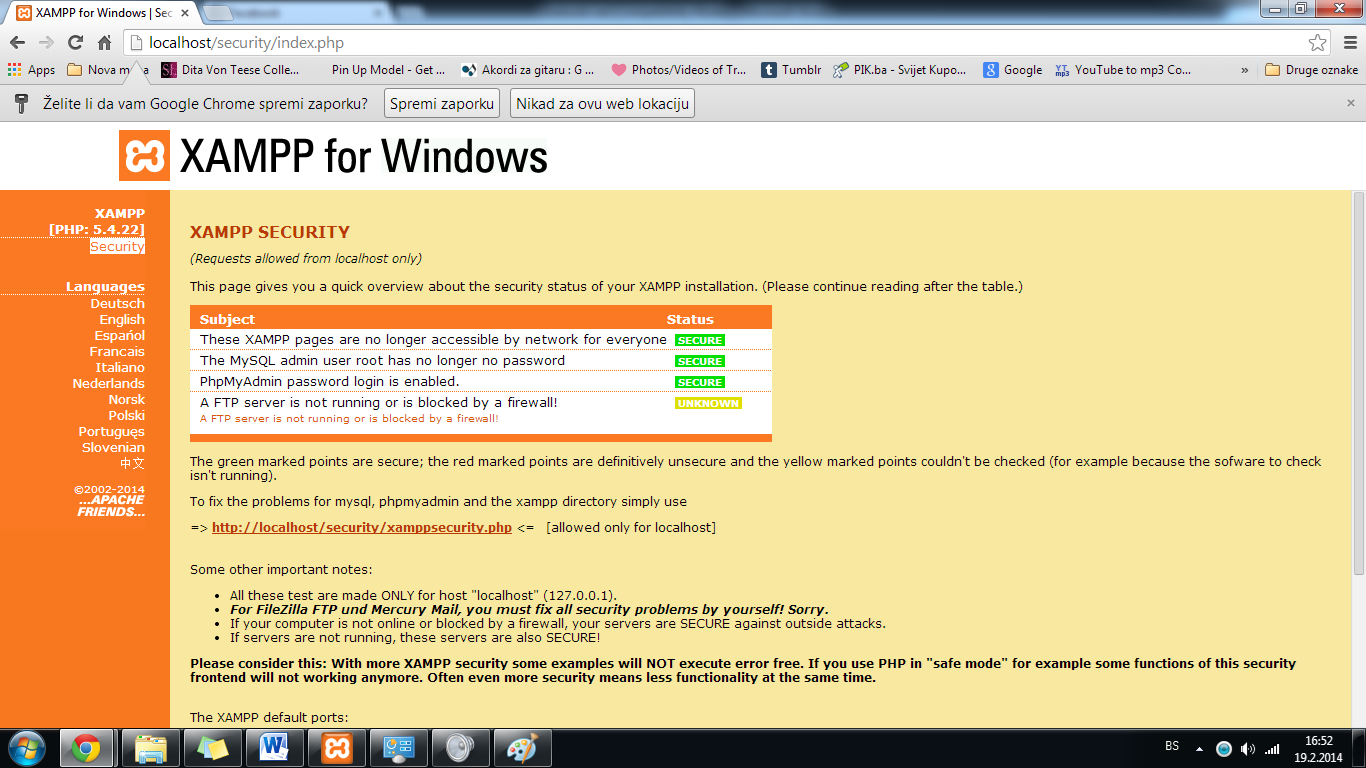 XAMPP for Windows | Sec
localhost/security/index.php
Apps
Nova m
a
Dita Von Teese Colle...
Pin Up Model - Get ...
Akordi za gitaru : G ...
Photos/Videos of Tr...
Tumblr
PIK.ba - Svijet Kupo...
Google
YouTube to mp3 Co...
»
Druge oznake
Želite li da vam Google Chrome spremi zaporku?
Spremi zaporku
Nikad za ovu web lokaciju
XAMPP for Windows
XAMPP
[PHP: 5.4.22]
Security
Languages
Deutsch
English
Español
Francais
Italiano
Nederlands
Norsk
Polski
Portuguęs
Slovenian
中文
©2002-2014
...APACHE
FRIENDS...
XAMPP SECURITY
(Requests allowed from localhost only)
This page gives you a quick overview about the security status of your XAMPP installation. (Please continue reading after the table.)
Subject Status
These XAMPP pages are no longer accessible by network for everyone SECURE
The MySQL admin user root has no longer no password SECURE
PhpMyAdmin password login is enabled. SECURE
A FTP server is not running or is blocked by a firewall! UNKNOWN
A FTP server is not running or is blocked by a firewall!
The green marked points are secure; the red marked points are definitively unsecure and the yellow marked points couldn't be checked (for example because the sofware to check
isn't running).
To fix the problems for mysql, phpmyadmin and the xampp directory simply use
=> http://localhost/security/xamppsecurity.php <= [allowed only for localhost]
Some other important notes:
• All these test are made ONLY for host "localhost" (127.0.0.1).
• For FileZilla FTP und Mercury Mail, you must fix all security problems by yourself! Sorry.
• If your computer is not online or blocked by a firewall, your servers are SECURE against outside attacks.
• If servers are not running, these servers are also SECURE!
Please consider this: With more XAMPP security some examples will NOT execute error free. If you use PHP in "safe mode" for example some functions of this security
frontend will not working anymore. Often even more security means less functionality at the same time.
The XAMPP default ports:
BS
16:52
19.2.2014